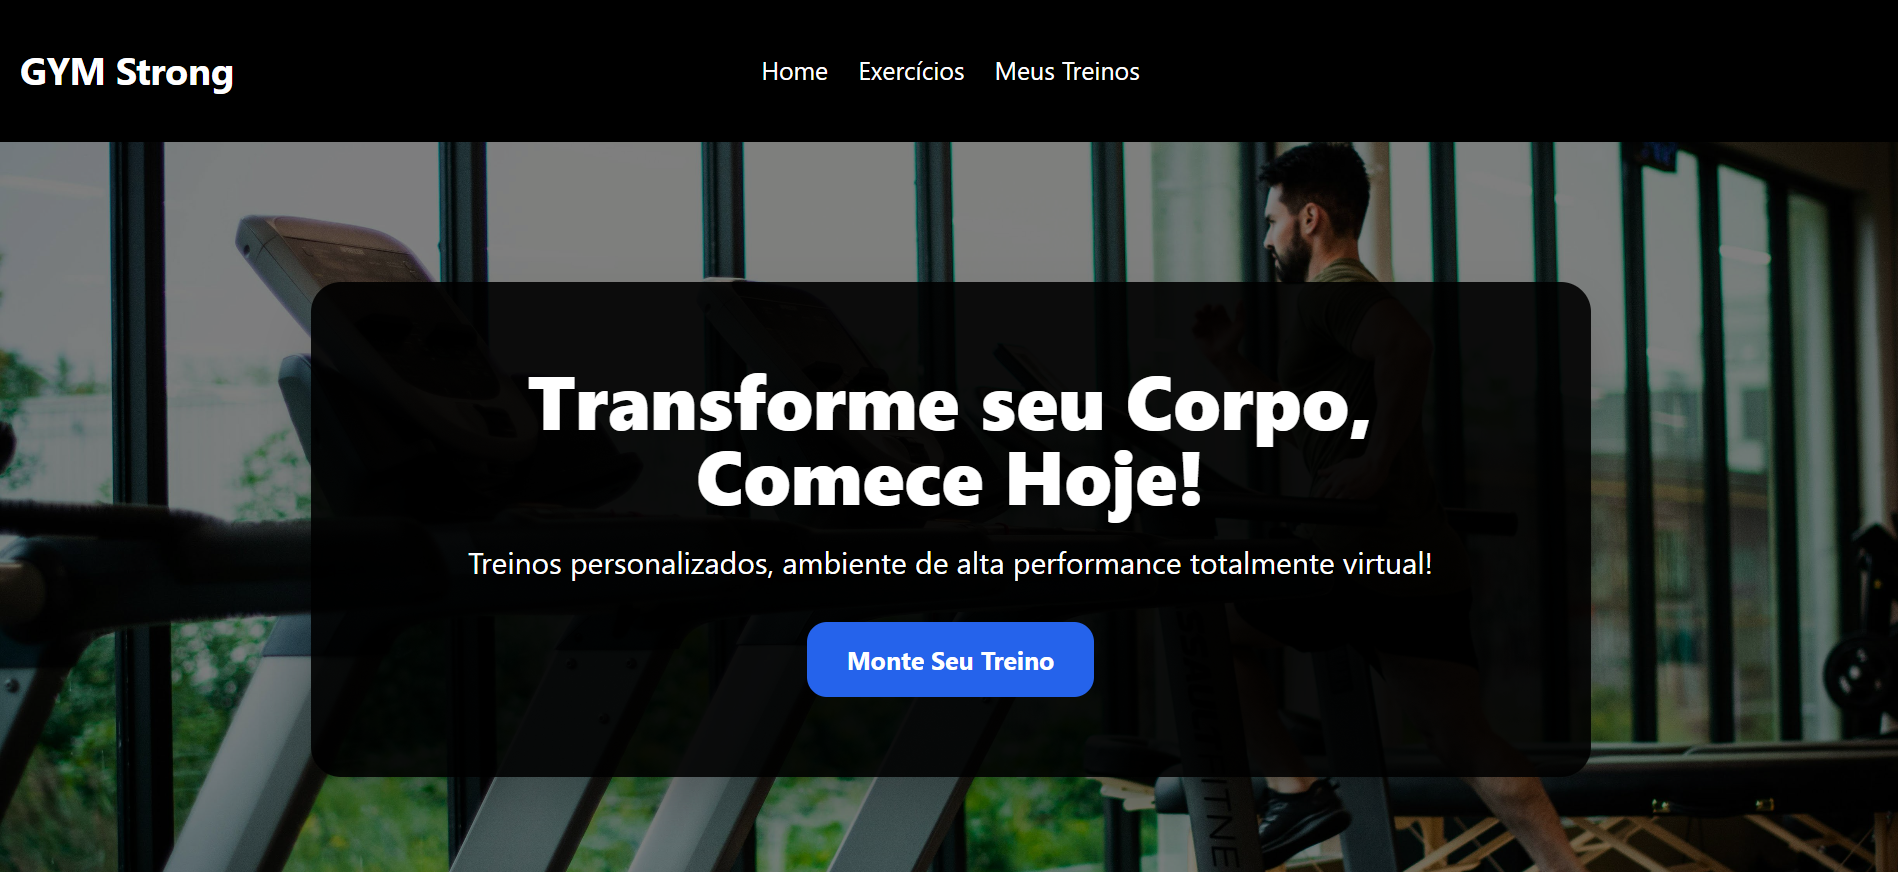 GYM Strong
Home Exercícios Meus Treinos
Transforme seu Corpo,
Comece Hoje!
Treinos personalizados, ambiente de alta performance totalmente virtual!
Monte Seu Treino